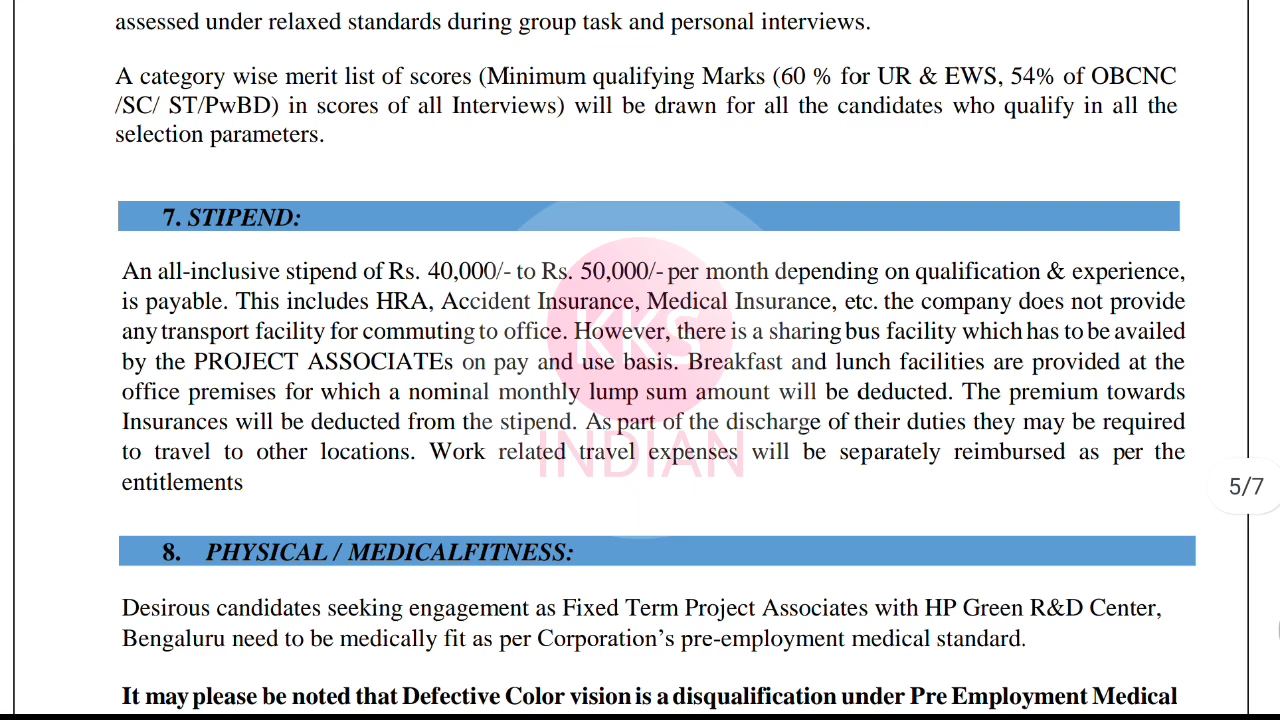 assessed under relaxed standards during group task and personal interviews.
A category wise merit list of scores (Minimum qualifying Marks (60 % for UR & EWS, 54% of OBCNC
/SC/ ST/PwBD) in scores of all Interviews) will be drawn for all the candidates who qualify in all the
selection parameters.
7. STIPEND:
An all-inclusive stipend of Rs. 40,000/- to Rs. 50,000/- per month depending on qualification & experience,
is payable. This includes HRA, Accident Insurance, Medical Insurance, etc. the company does not provide
any transport facility for commuting to office. However, there is a sharing bus facility which has to be availed
by the PROJECT ASSOCIATEs on pay and use basis. Breakfast and lunch facilities are provided at the
office premises for which a nominal monthly lump sum amount will be deducted. The premium towards
Insurances will be deducted from the stipend. As part of the discharge of their duties they may be required
to travel to other locations. Work related travel expenses will be separately reimbursed as per the
entitlements
KKS
INDIAN
5/7
8. PHYSICAL / MEDICALFITNESS:
Desirous candidates seeking engagement as Fixed Term Project Associates with HP Green R&D Center,
Bengaluru need to be medically fit as per Corporation’s pre-employment medical standard.
It may please be noted that Defective Color vision is a disqualification under Pre Employment Medical